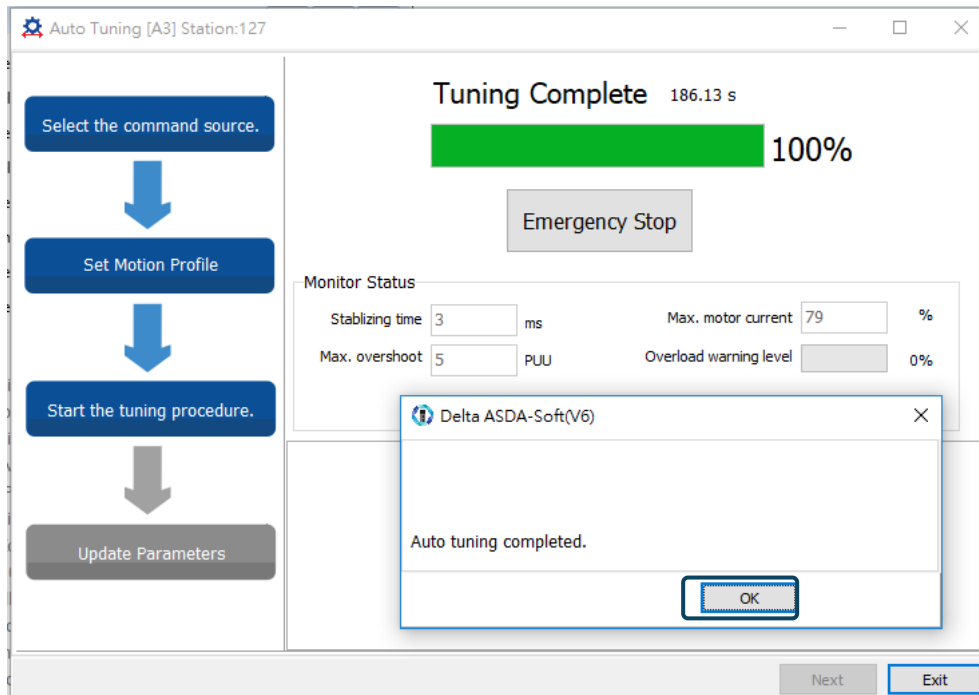 Auto Tuning [A3] Station:127
Select the command source.
Set Motion Profile
Start the tuning procedure.
Update Parameters
Tuning Complete 186.13 s
100%
Emergency Stop
Monitor Status
Stablizing time 3 ms
Max. motor current 79 %
Max. overshoot 5 PUU
Overload warning level 0%
Delta ASDA-Soft(V6)
Auto tuning completed.
OK
Next Exit